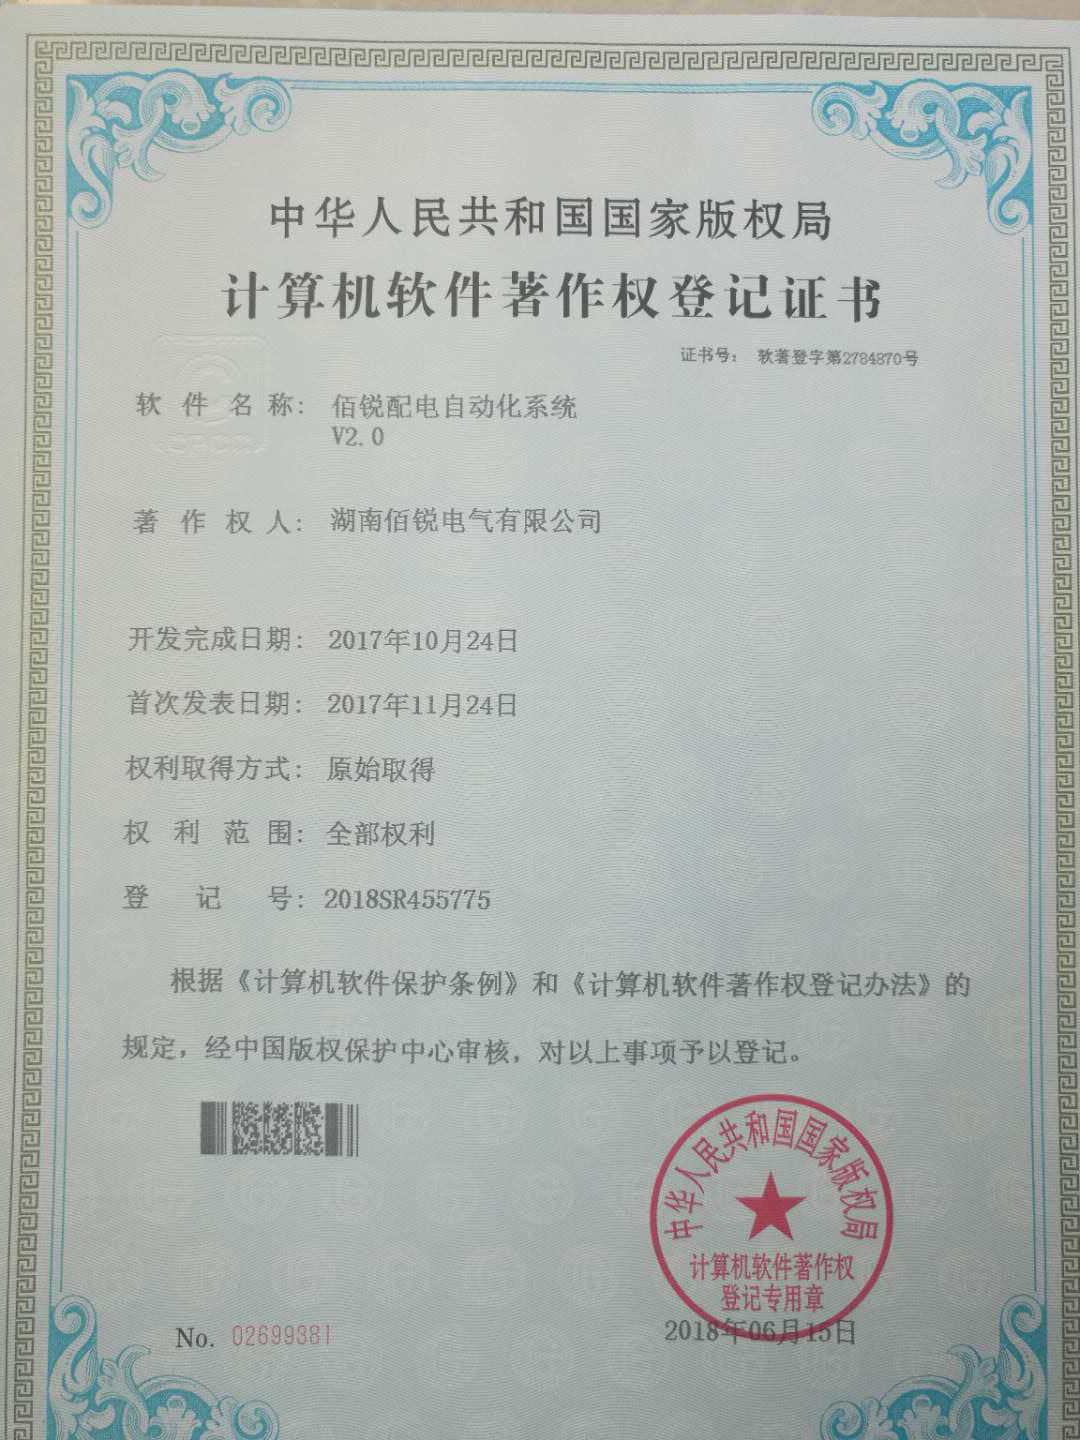 中华人民共和国国家版权局
计算机软件著作权登记证书
证书号： 软著登字第2784870号
CPCC
软件名称： 佰锐配电自动化系统
V2.0
著作权人： 湖南佰锐电气有限公司
开发完成日期： 2017年10月24日
首次发表日期： 2017年11月24日
权利取得方式： 原始取得
权利范围： 全部权利
登记号： 2018SR455775
根据《计算机软件保护条例》和《计算机软件著作权登记办法》的
规定，经中国版权保护中心审核，对以上事项予以登记。
中华人民共和国国家版权局
计算机软件著作权
登记专用章
No. 02699381
2018年06月15日